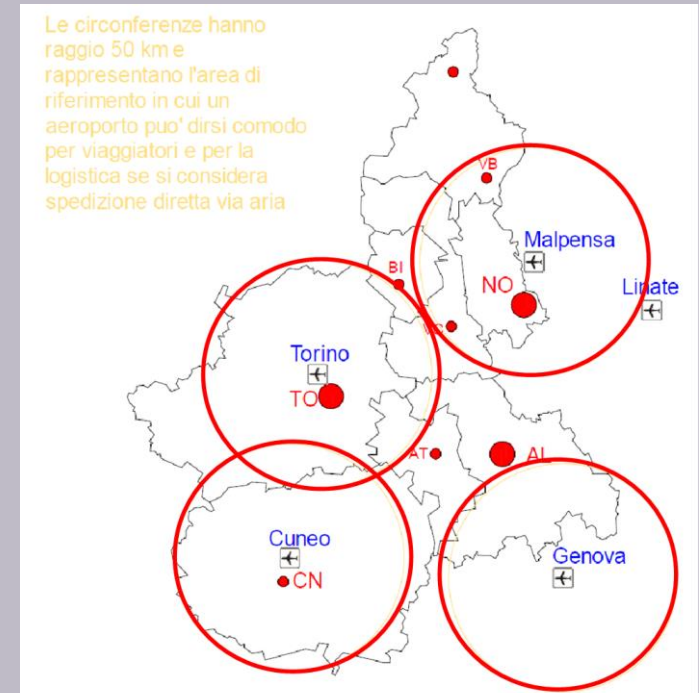 Le circonferenze hanno
raggio 50 km e
rappresentano l'area di
riferimento in cui un
aeroporto puo' dirsi comodo
per viaggiatori e per la
logistica se si considera
spedizione diretta via aria
VB
Malpensa
BI
NO
Linate
VC
Torino
TO
AT
AL
Cuneo
Genova
CN